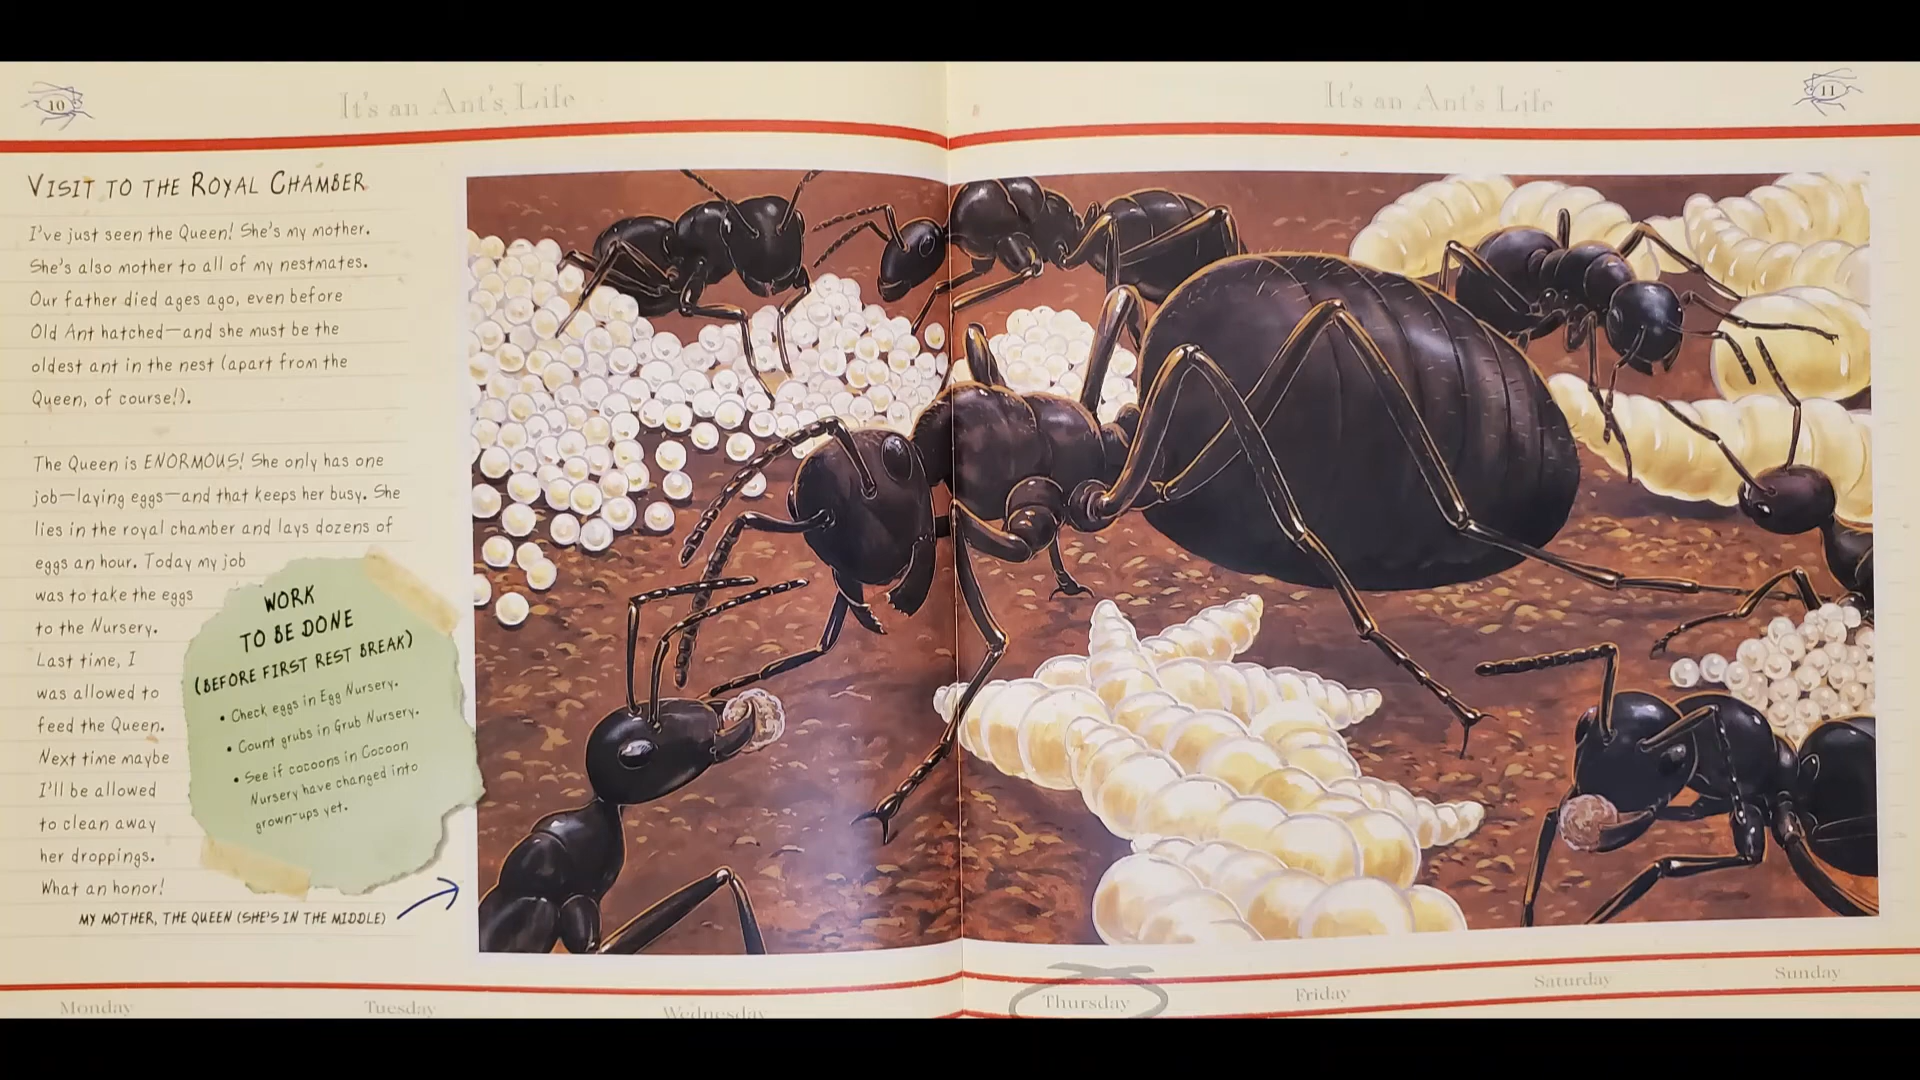 10
It's an Ant's Life
It's an Ant's Life
11
VISIT TO THE ROYAL CHAMBER
I've just seen the Queen! She's my mother.
She's also mother to all of my nestmates.
Our father died ages ago, even before
Old Ant hatched—and she must be the
oldest ant in the nest (apart from the
Queen, of course!).
The Queen is ENORMOUS! She only has one
job—laying eggs—and that keeps her busy. She
lies in the royal chamber and lays dozens of
eggs an hour. Today my job
was to take the eggs
to the Nursery.
Last time, I
was allowed to
feed the Queen.
Next time maybe
I'll be allowed
to clean away
her droppings.
What an honor!
WORK
TO BE DONE
(BEFORE FIRST REST BREAK)
• Check eggs in Egg Nursery.
• Count grubs in Grub Nursery.
• See if cocoons in Cocoon
Nursery have changed into
grown-ups yet.
MY MOTHER, THE QUEEN (SHE'S IN THE MIDDLE)
Monday
Tuesday
Wednesday
Thursday
Friday
Saturday
Sunday